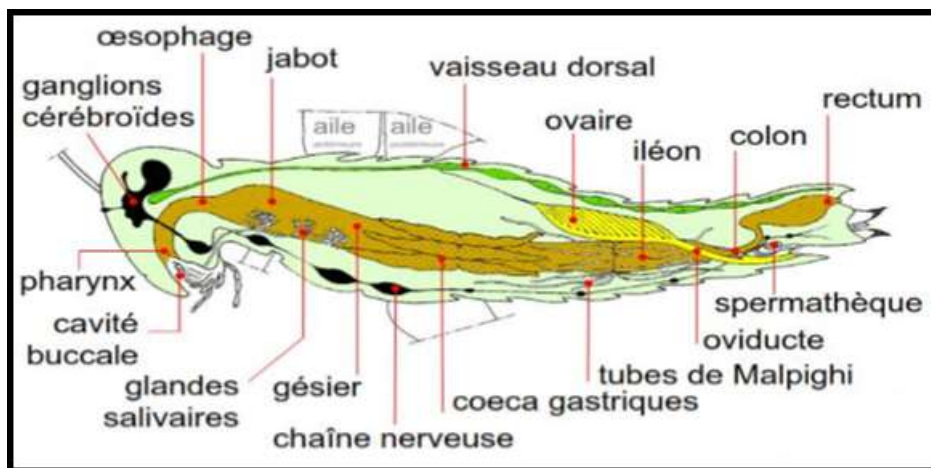 œsophage
jabot
ganglions
cérébroïdes
vaisseau dorsal
rectum
aile
aile
ovaire
colon
iléon
pharynx
cavité
buccale
spermathèque
oviducte
glandes
salivaires
gésier
tubes de Malpighi
coeca gastriques
chaîne nerveuse